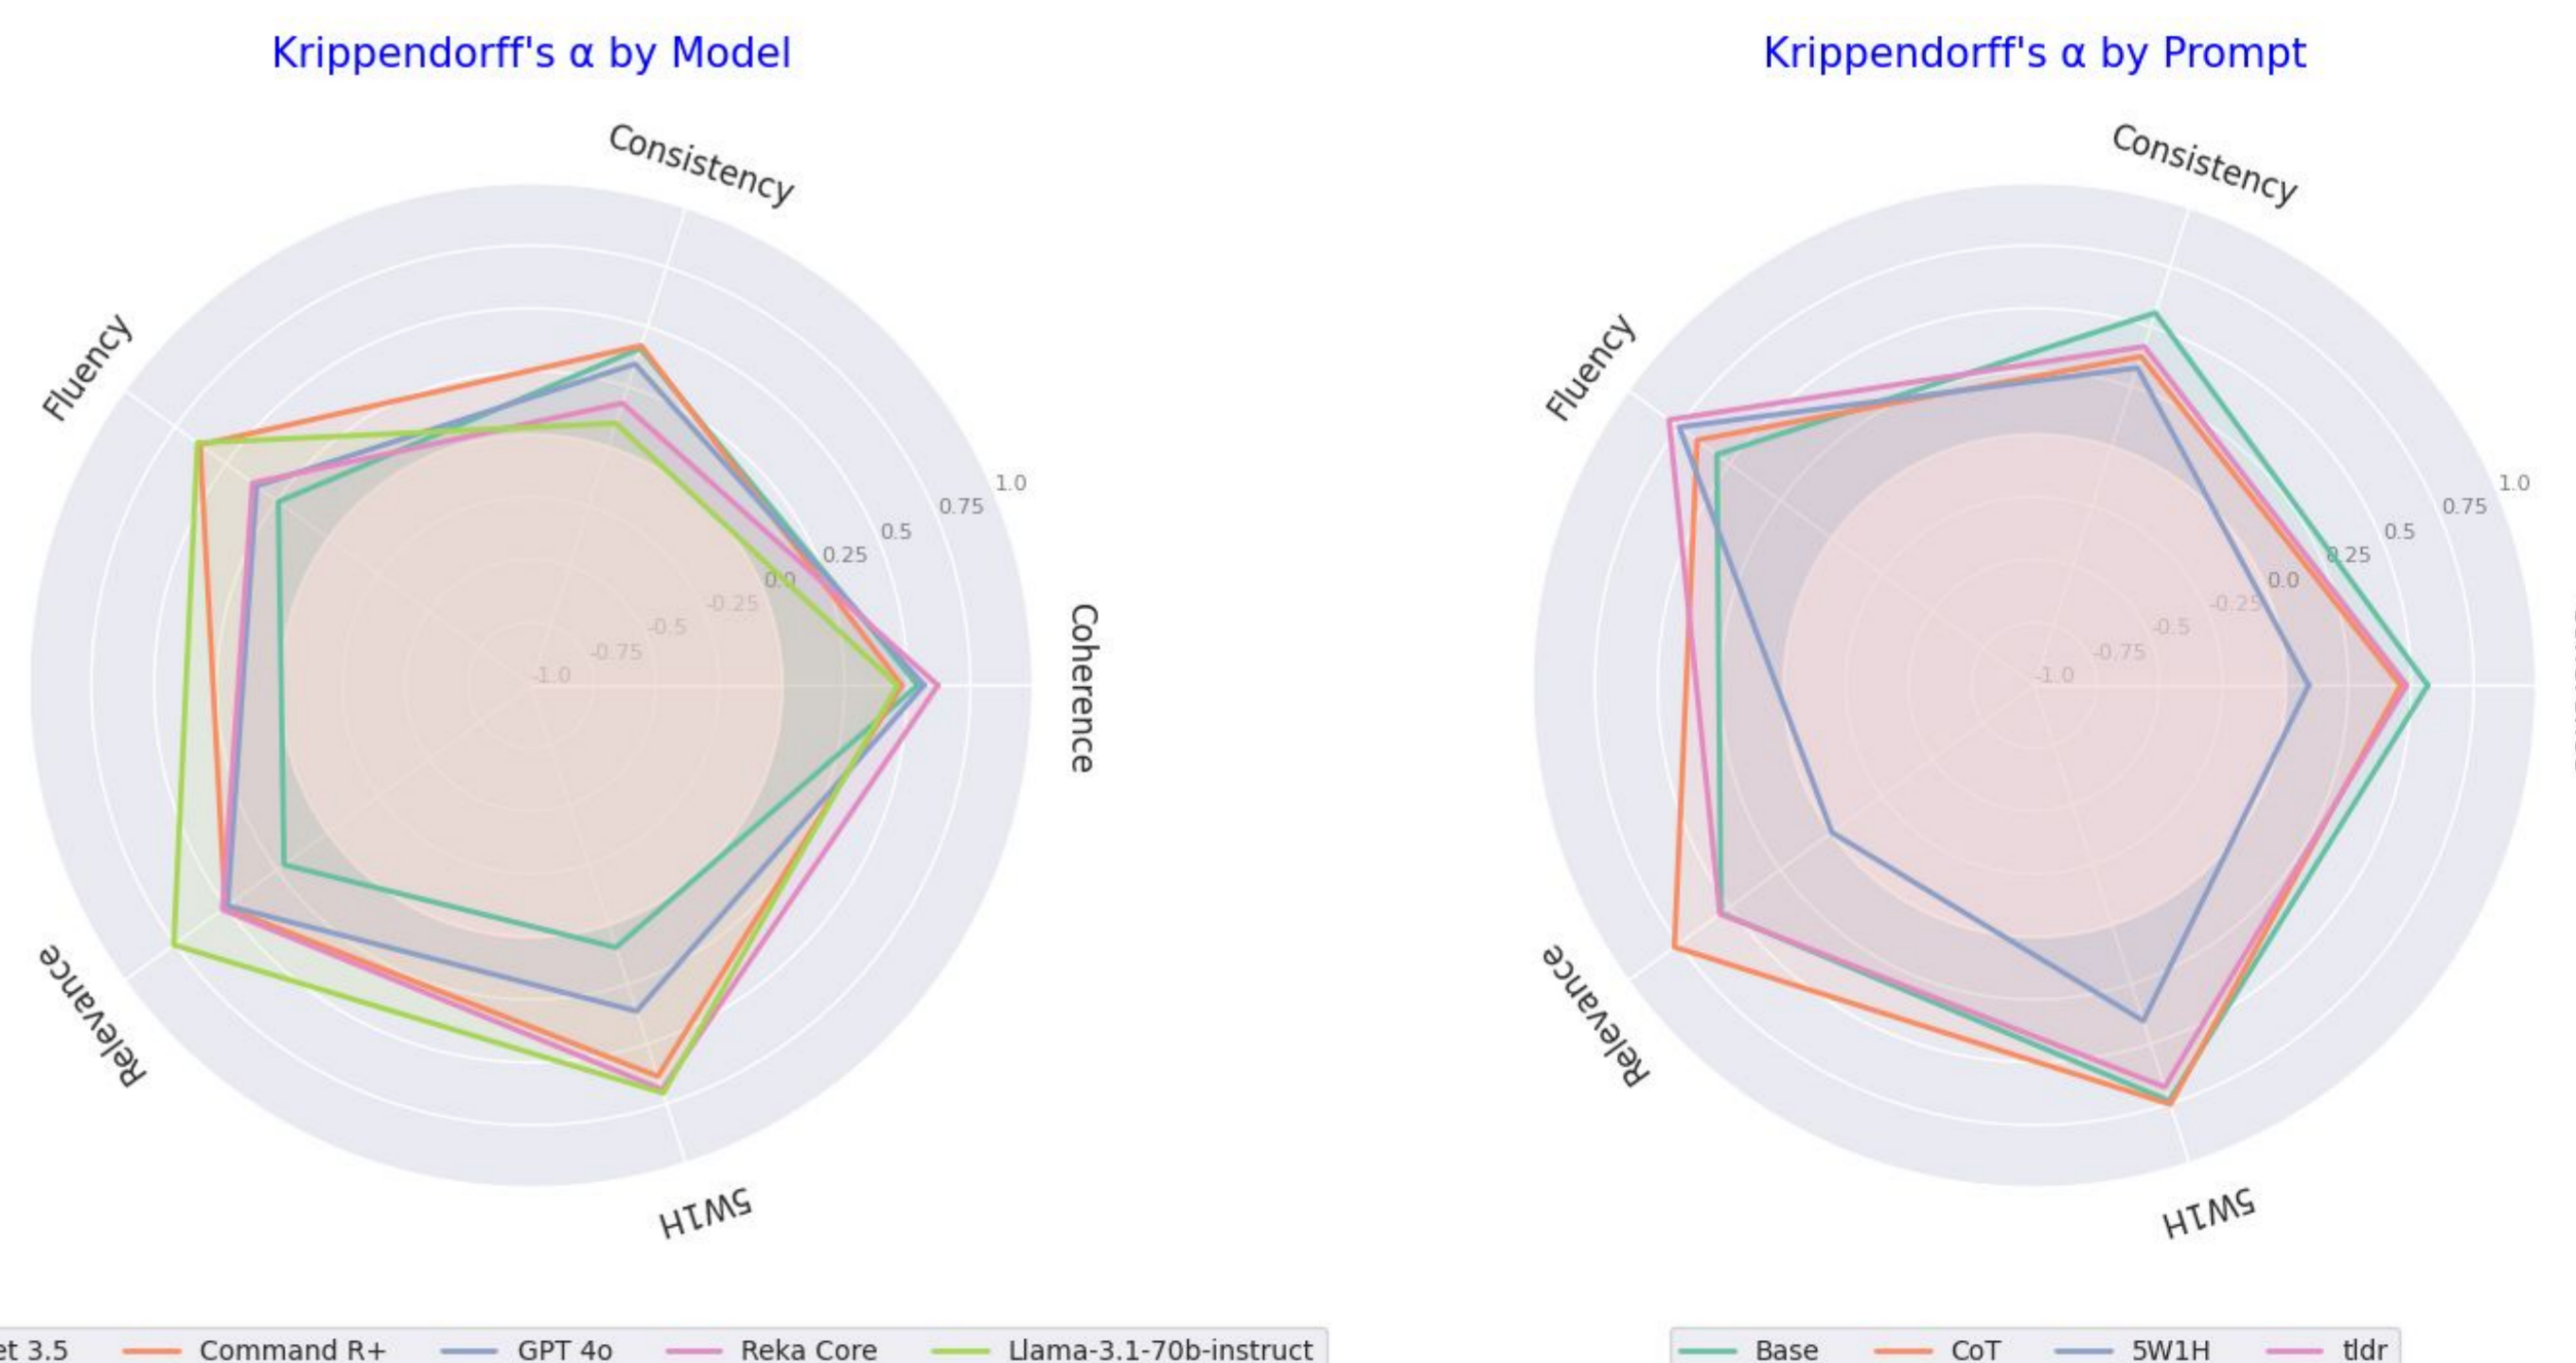 Krippendorff's α by Model
Consistency
Fluency
Coherence
Relevance
5W1H
1.0
0.75
0.5
0.25
0.0
-0.25
-0.5
-0.75
-1.0
et 3.5 Command R+ GPT 4o Reka Core Llama-3.1-70b-instruct
Krippendorff's α by Prompt
Consistency
Fluency
Relevance
5W1H
1.0
0.75
0.5
0.25
0.0
-0.25
-0.5
-0.75
-1.0
Base CoT 5W1H tldr